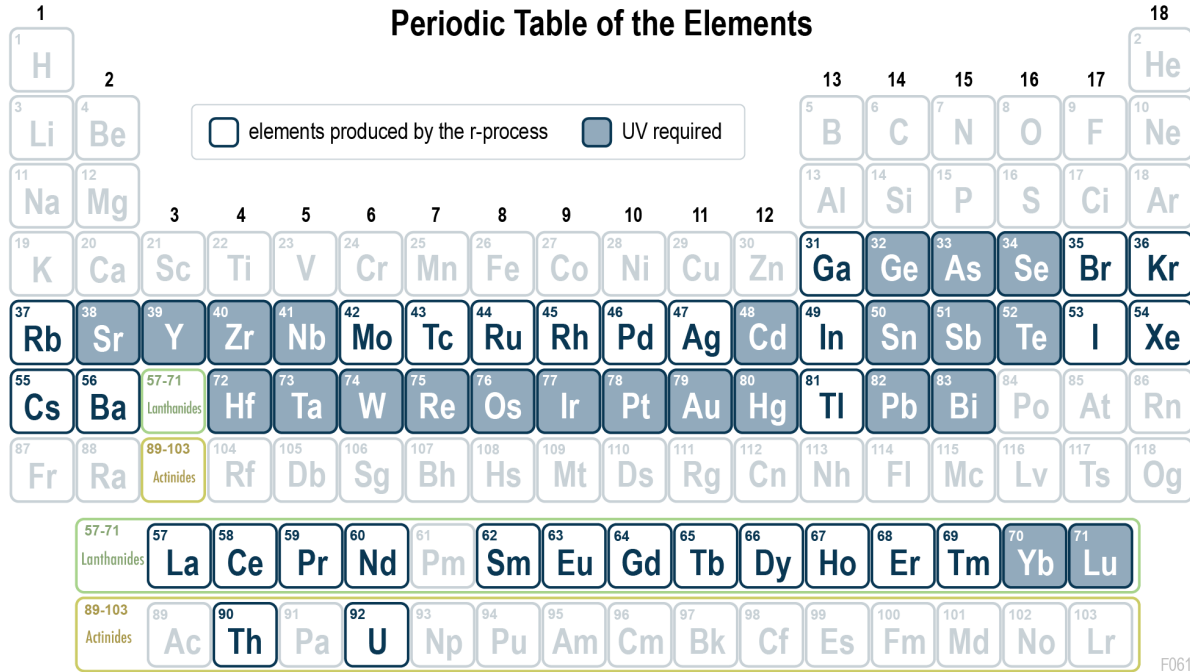 Periodic Table of the Elements
1
18
1 H
2 He
2
13 14 15 16 17
elements produced by the r-process
UV required
3 Li
4 Be
5 B
6 C
7 N
8 O
9 F
10 Ne
11 Na
12 Mg
13 Al
14 Si
15 P
16 S
17 Ci
18 Ar
3 4 5 6 7 8 9 10 11 12
19 K
20 Ca
21 Sc
22 Ti
23 V
24 Cr
25 Mn
26 Fe
27 Co
28 Ni
29 Cu
30 Zn
31 Ga
32 Ge
33 As
34 Se
35 Br
36 Kr
37 Rb
38 Sr
39 Y
40 Zr
41 Nb
42 Mo
43 Tc
44 Ru
45 Rh
46 Pd
47 Ag
48 Cd
49 In
50 Sn
51 Sb
52 Te
53 I
54 Xe
55 Cs
56 Ba
57-71 Lanthanides
72 Hf
73 Ta
74 W
75 Re
76 Os
77 Ir
78 Pt
79 Au
80 Hg
81 Tl
82 Pb
83 Bi
84 Po
85 At
86 Rn
87 Fr
88 Ra
89-103 Actinides
104 Rf
105 Db
106 Sg
107 Bh
108 Hs
109 Mt
110 Ds
111 Rg
112 Cn
113 Nh
114 Fl
115 Mc
116 Lv
117 Ts
118 Og
57-71 Lanthanides
57 La
58 Ce
59 Pr
60 Nd
61 Pm
62 Sm
63 Eu
64 Gd
65 Tb
66 Dy
67 Ho
68 Er
69 Tm
70 Yb
71 Lu
89-103 Actinides
89 Ac
90 Th
91 Pa
92 U
93 Np
94 Pu
95 Am
96 Cm
97 Bk
98 Cf
99 Es
100 Fm
101 Md
102 No
103 Lr
F061